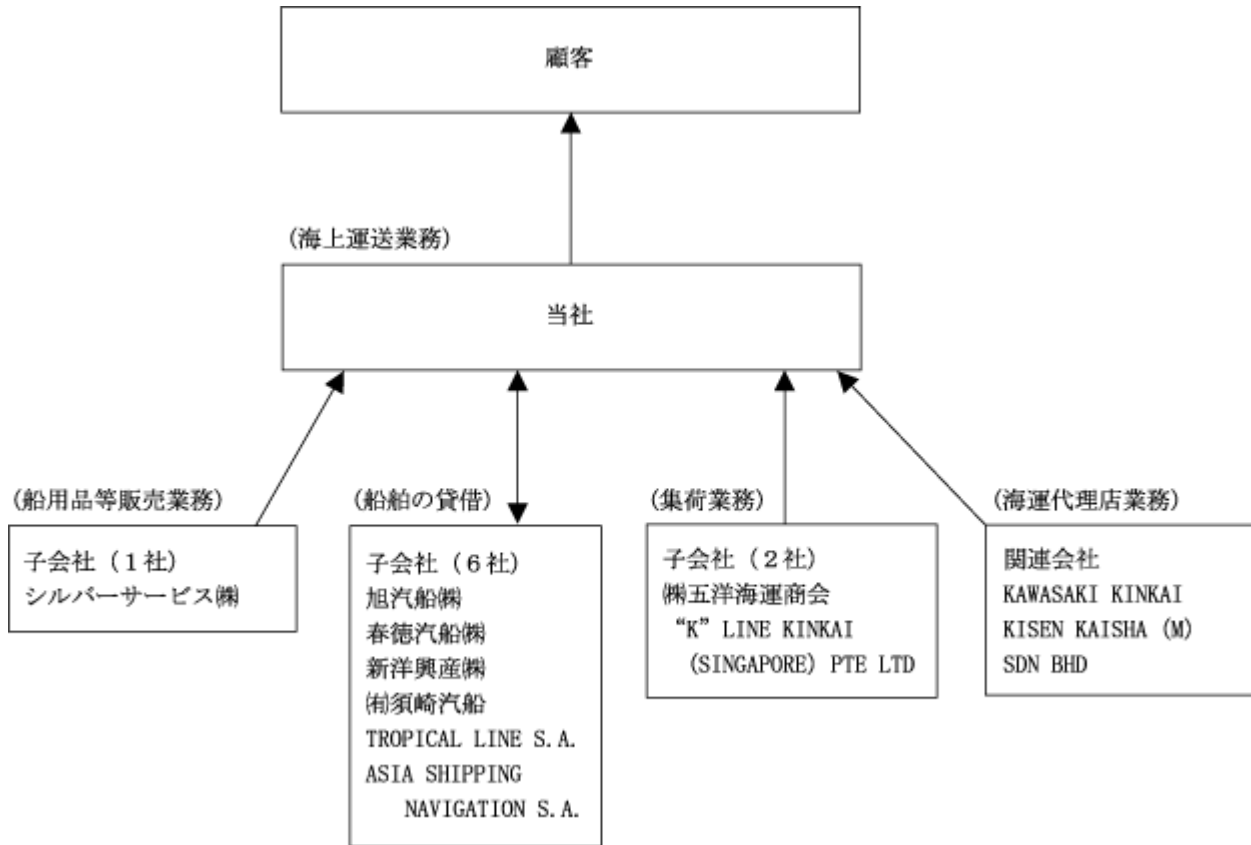 顧客
(海上運送業務)
当社
(船用品等販売業務)
子会社(1社)
シルバーサービス㈱
(船舶の貸借)
子会社(6社)
旭汽船㈱
春徳汽船㈱
新洋興産㈱
㈲須崎汽船
TROPICAL LINE S.A.
ASIA SHIPPING
NAVIGATION S.A.
(集荷業務)
子会社(2社)
㈱五洋海運商会
“K” LINE KINKAI
(SINGAPORE) PTE LTD
(海運代理店業務)
関連会社
KAWASAKI KINKAI
KISEN KAISHA (M)
SDN BHD